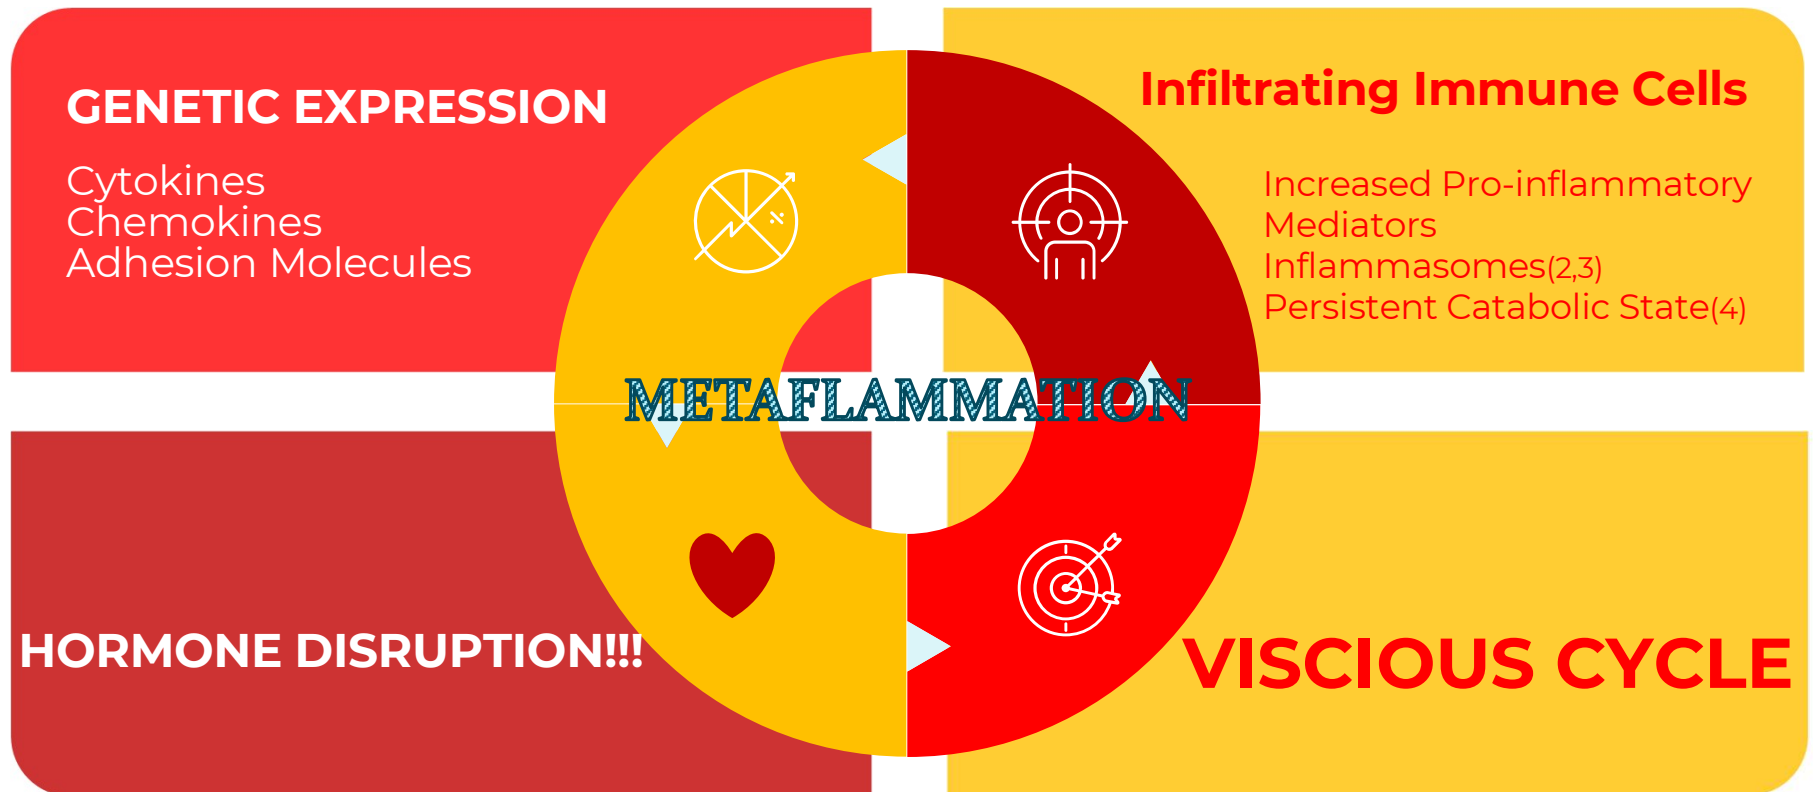 GENETIC EXPRESSION
Cytokines
Chemokines
Adhesion Molecules
Infiltrating Immune Cells
Increased Pro-inflammatory
Mediators
Inflammasomes(2,3)
Persistent Catabolic State(4)
%
METAFLAMMATION
HORMONE DISRUPTION!!!
VISCIOUS CYCLE